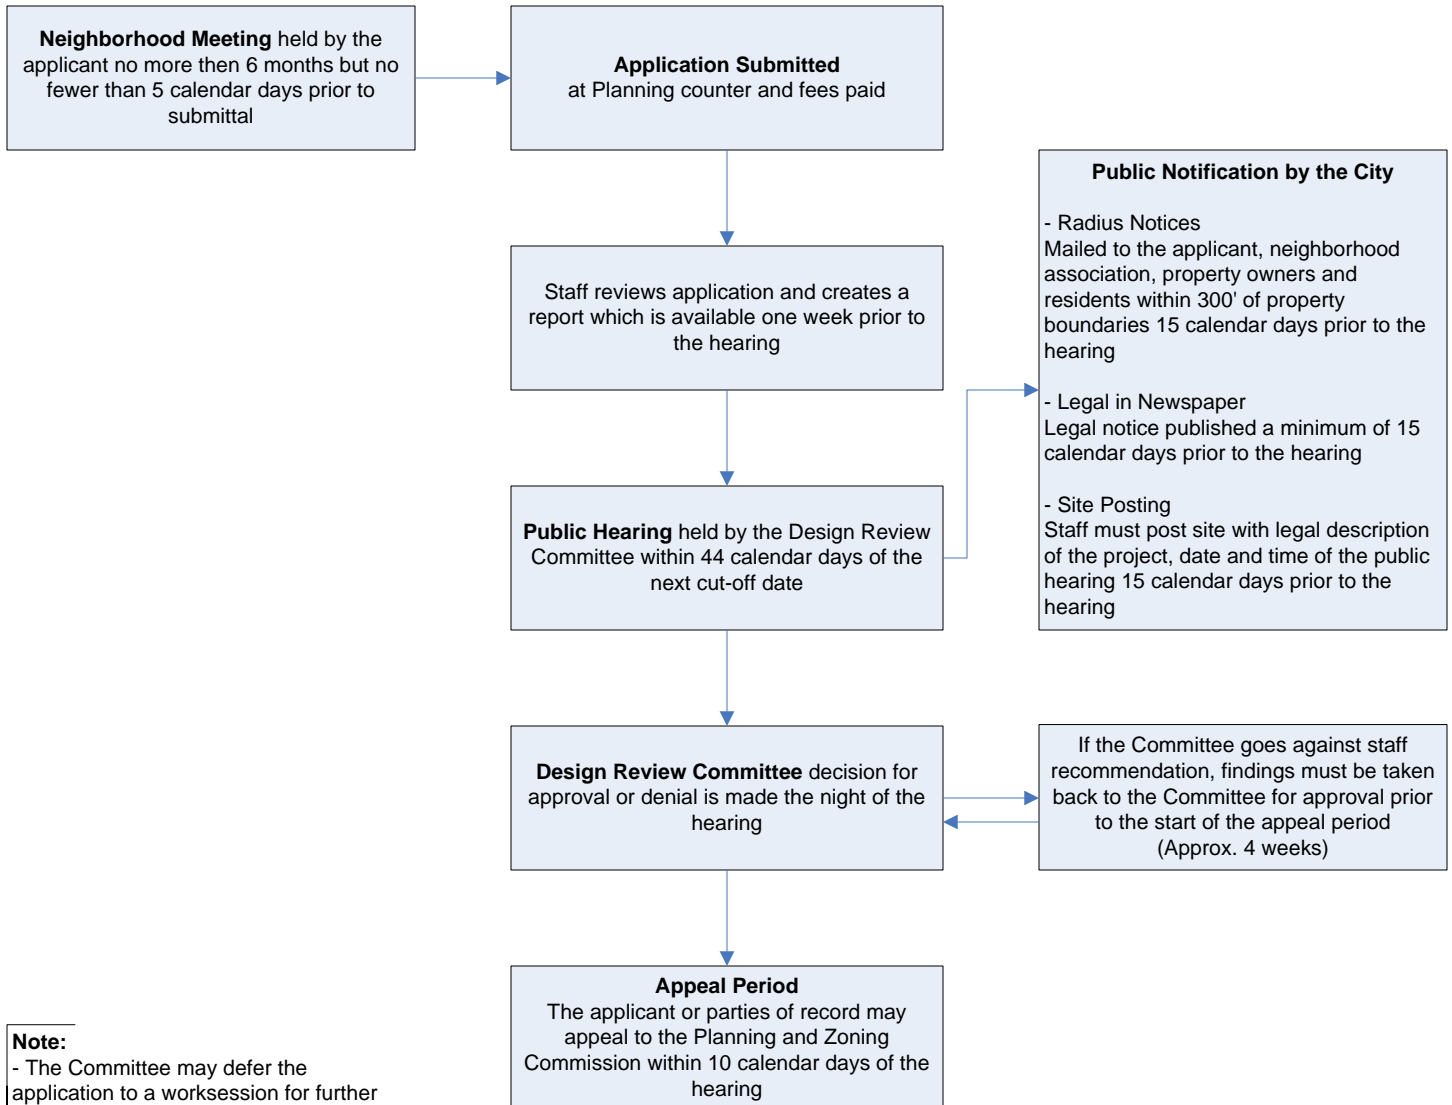 Neighborhood Meeting held by the
applicant no more then 6 months but no
fewer than 5 calendar days prior to
submittal
Application Submitted
at Planning counter and fees paid
Public Notification by the City
- Radius Notices
Mailed to the applicant, neighborhood
association, property owners and
residents within 300' of property
boundaries 15 calendar days prior to the
hearing
- Legal in Newspaper
Legal notice published a minimum of 15
calendar days prior to the hearing
- Site Posting
Staff must post site with legal description
of the project, date and time of the public
hearing 15 calendar days prior to the
hearing
Staff reviews application and creates a
report which is available one week prior to
the hearing
Public Hearing held by the Design Review
Committee within 44 calendar days of the
next cut-off date
Design Review Committee decision for
approval or denial is made the night of the
hearing
If the Committee goes against staff
recommendation, findings must be taken
back to the Committee for approval prior
to the start of the appeal period
(Approx. 4 weeks)
Appeal Period
The applicant or parties of record may
appeal to the Planning and Zoning
Commission within 10 calendar days of the
hearing
Note:
- The Committee may defer the
application to a worksession for further